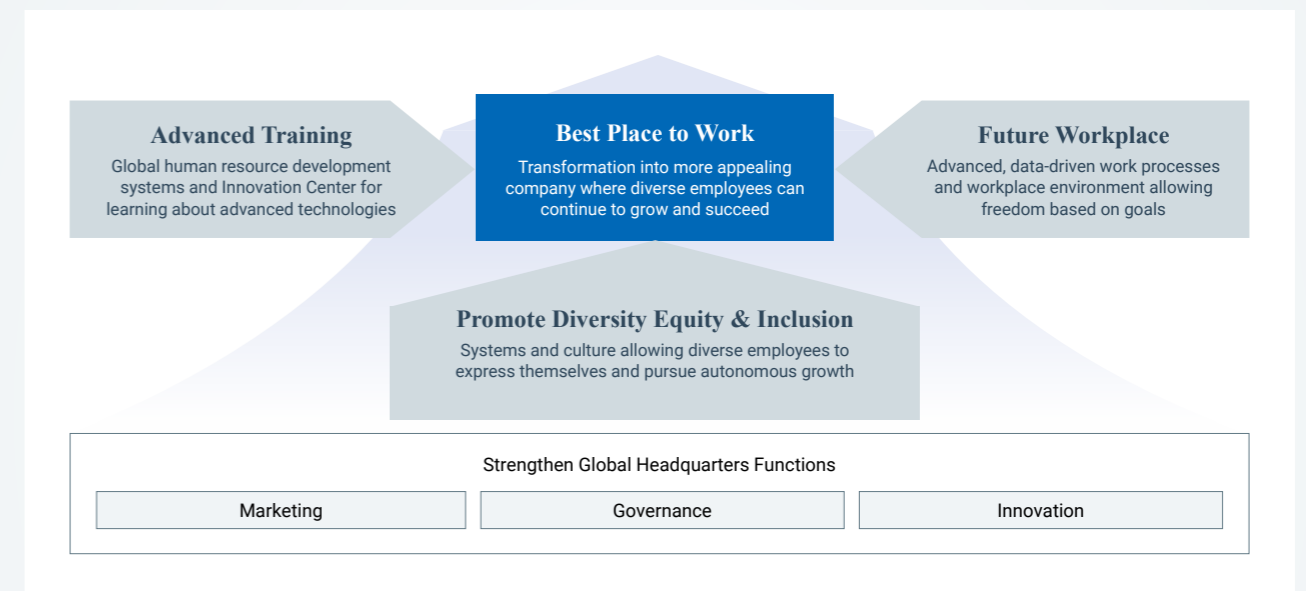 Advanced Training
Global human resource development
systems and Innovation Center for
learning about advanced technologies
Best Place to Work
Transformation into more appealing
company where diverse employees can
continue to grow and succeed
Future Workplace
Advanced, data-driven work processes
and workplace environment allowing
freedom based on goals
Promote Diversity Equity & Inclusion
Systems and culture allowing diverse employees to
express themselves and pursue autonomous growth
Strengthen Global Headquarters Functions
Marketing
Governance
Innovation